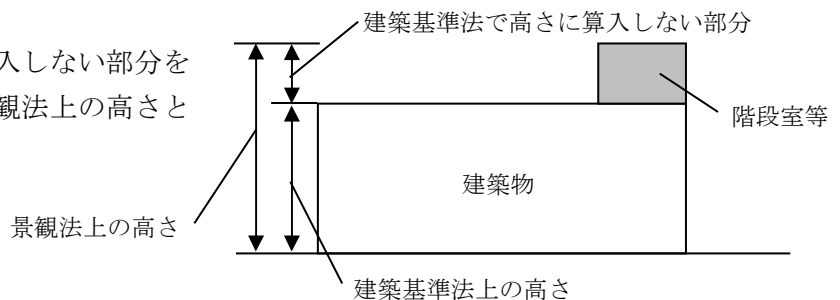 建築基準法で高さに算入しない部分
入しない部分を
観法上の高さと
階段室等
建築物
景観法上の高さ
建築基準法上の高さ